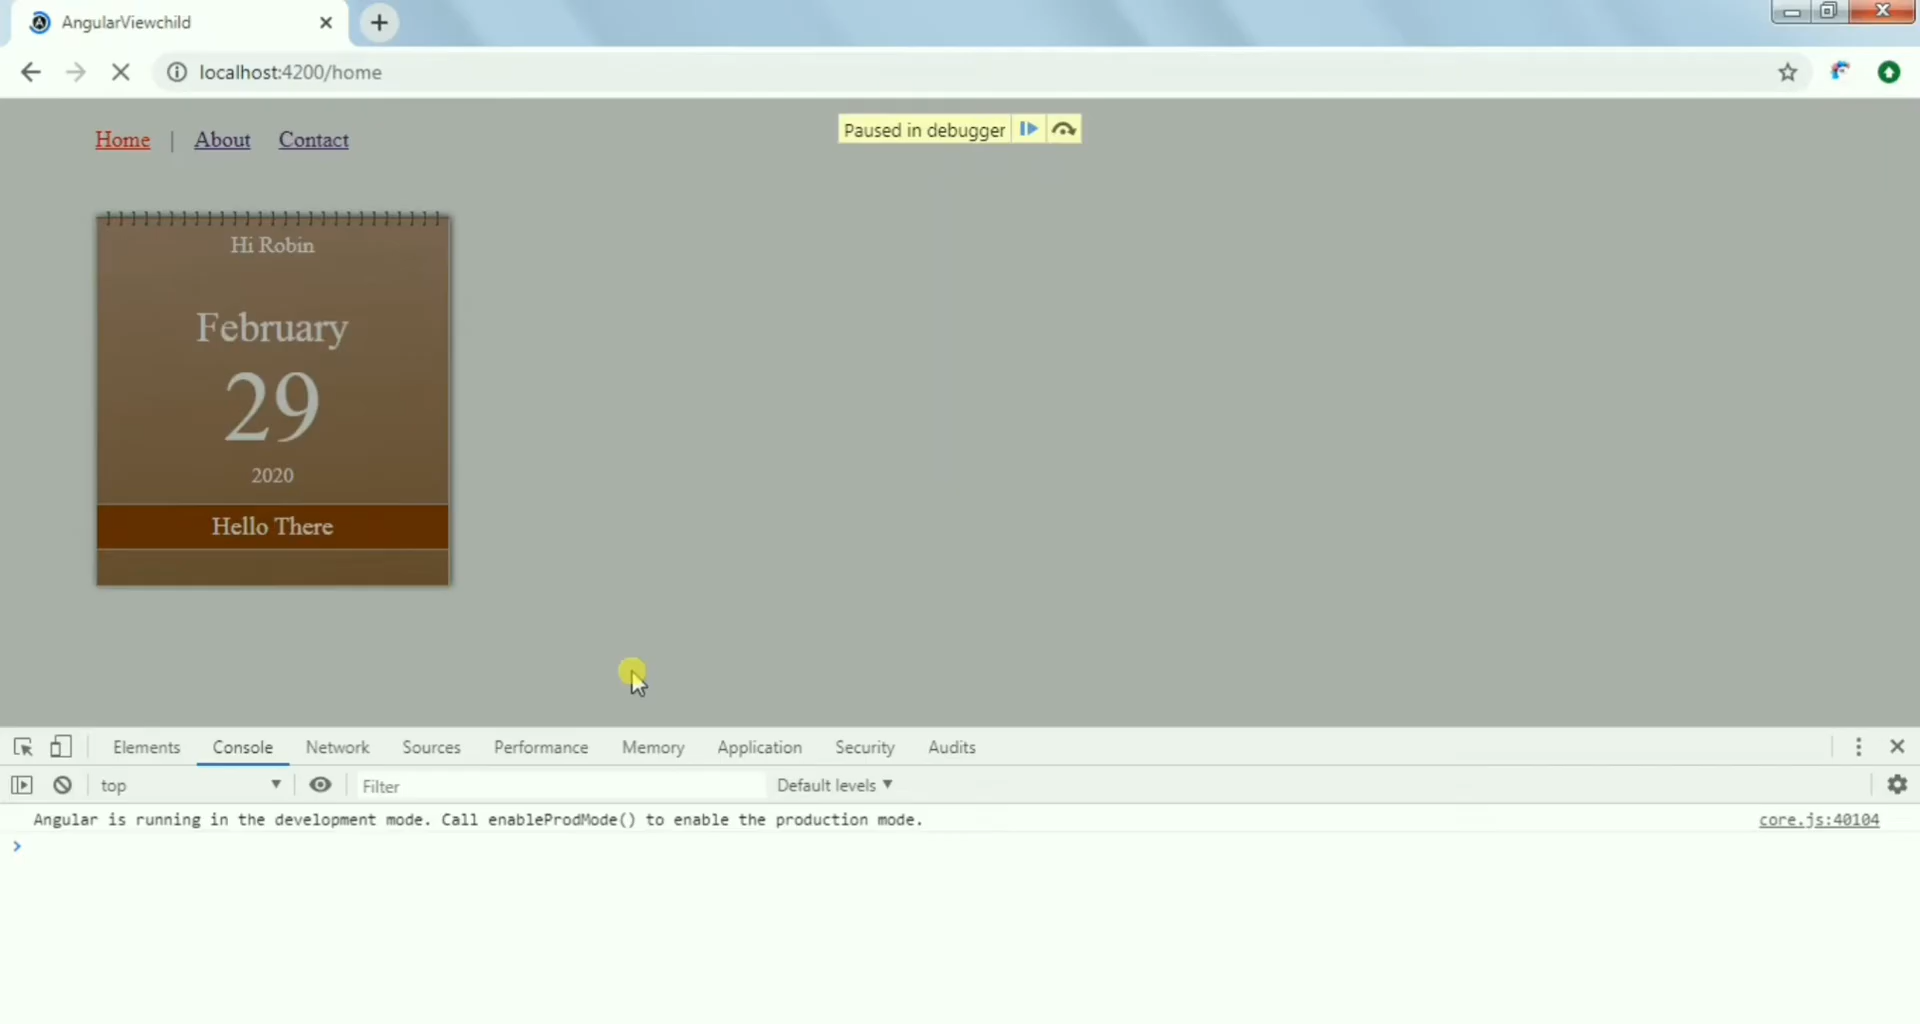 AngularViewchild
localhost:4200/home
Home | About Contact
Paused in debugger
Hi Robin
February
29
2020
Hello There
Elements Console Network Sources Performance Memory Application Security Audits
top Filter Default levels
Angular is running in the development mode. Call enableProdMode() to enable the production mode. core.js:40104